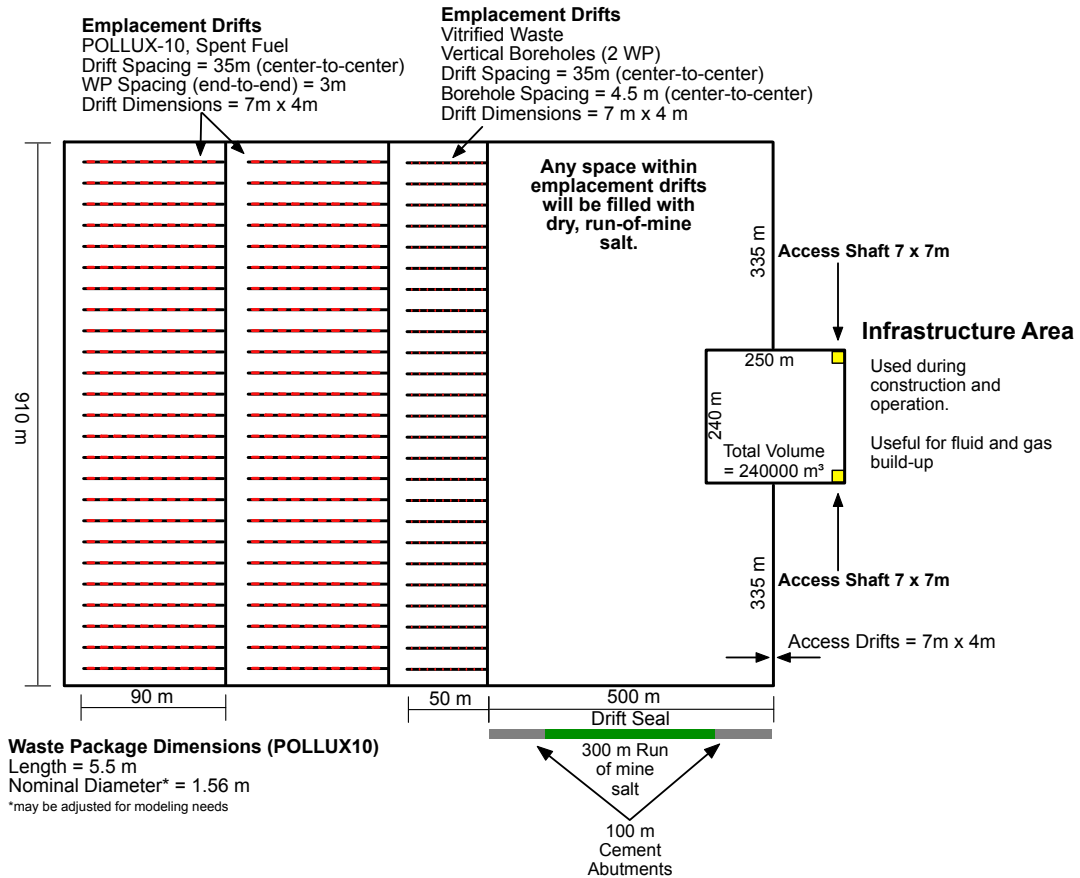 Emplacement Drifts
POLLUX-10, Spent Fuel
Drift Spacing = 35m (center-to-center)
WP Spacing (end-to-end) = 3m
Drift Dimensions = 7m x 4m
Emplacement Drifts
Vitrified Waste
Vertical Boreholes (2 WP)
Drift Spacing = 35m (center-to-center)
Borehole Spacing = 4.5 m (center-to-center)
Drift Dimensions = 7 m x 4 m
Any space within
emplacement drifts
will be filled with
dry, run-of-mine
salt.
910 m
335 m
Access Shaft 7 x 7m
Infrastructure Area
Used during
construction and
operation.
Useful for fluid and gas
build-up
250 m
240 m
Total Volume
= 240000 m³
335 m
Access Shaft 7 x 7m
Access Drifts = 7m x 4m
90 m
50 m
500 m
Drift Seal
300 m Run
of mine
salt
100 m
Cement
Abutments
Waste Package Dimensions (POLLUX10)
Length = 5.5 m
Nominal Diameter* = 1.56 m
*may be adjusted for modeling needs